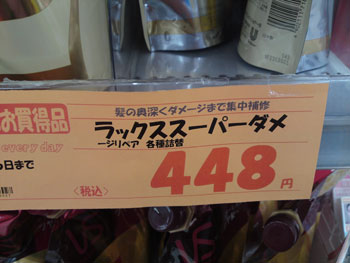 髪の奥深くダメージまで集中補修
お買得品
every day
ラックススーパーダメ
ージリペア 各種詰替
日まで
448円
〈税込〉